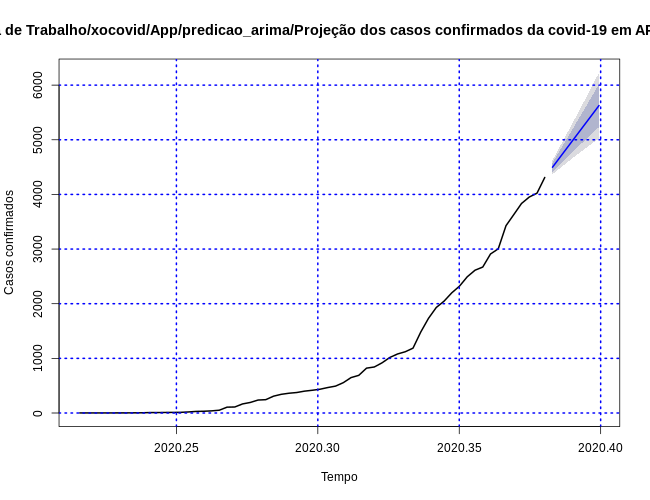 de Trabalho/xocovid/App/predicao_arima/Projeção dos casos confirmados da covid-19 em AP
Casos confirmados
6000
5000
4000
3000
2000
1000
0
2020.25 2020.30 2020.35 2020.40
Tempo